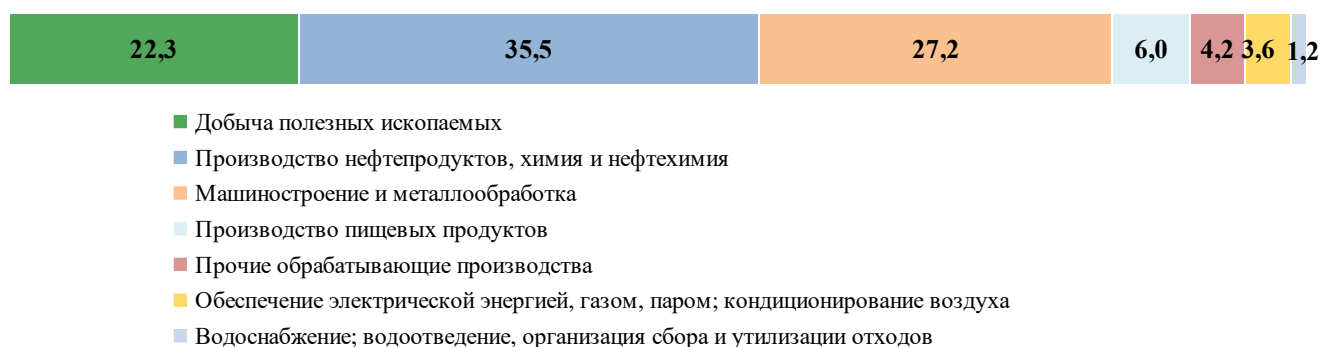 22,3 35,5 27,2 6,0 4,2 3,6 1,2
Добыча полезных ископаемых
Производство нефтепродуктов, химия и нефтехимия
Машиностроение и металлообработка
Производство пищевых продуктов
Прочие обрабатывающие производства
Обеспечение электрической энергией, газом, паром; кондиционирование воздуха
Водоснабжение; водоотведение, организация сбора и утилизации отходов